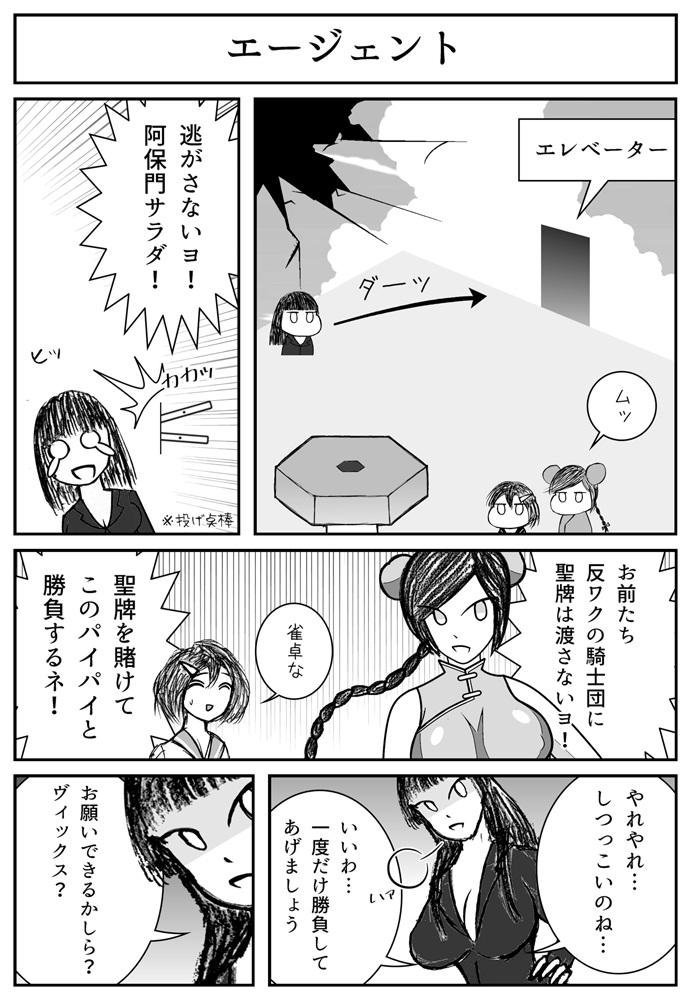 エージェント
エレベーター
ダーッ
ムッ
逃がさないヨ！
阿保門サラダ！
ヒッ
カカッ
※投げ点棒
お前たち
反ワクの騎士団に
聖牌は渡さないヨ！
雀卓な
聖牌を賭けて
このパイパイと
勝負するネ！
やれやれ…
しつっこいのね…
いいわ…
一度だけ勝負して
あげましょう
お願いできるかしら？
ヴィックス？